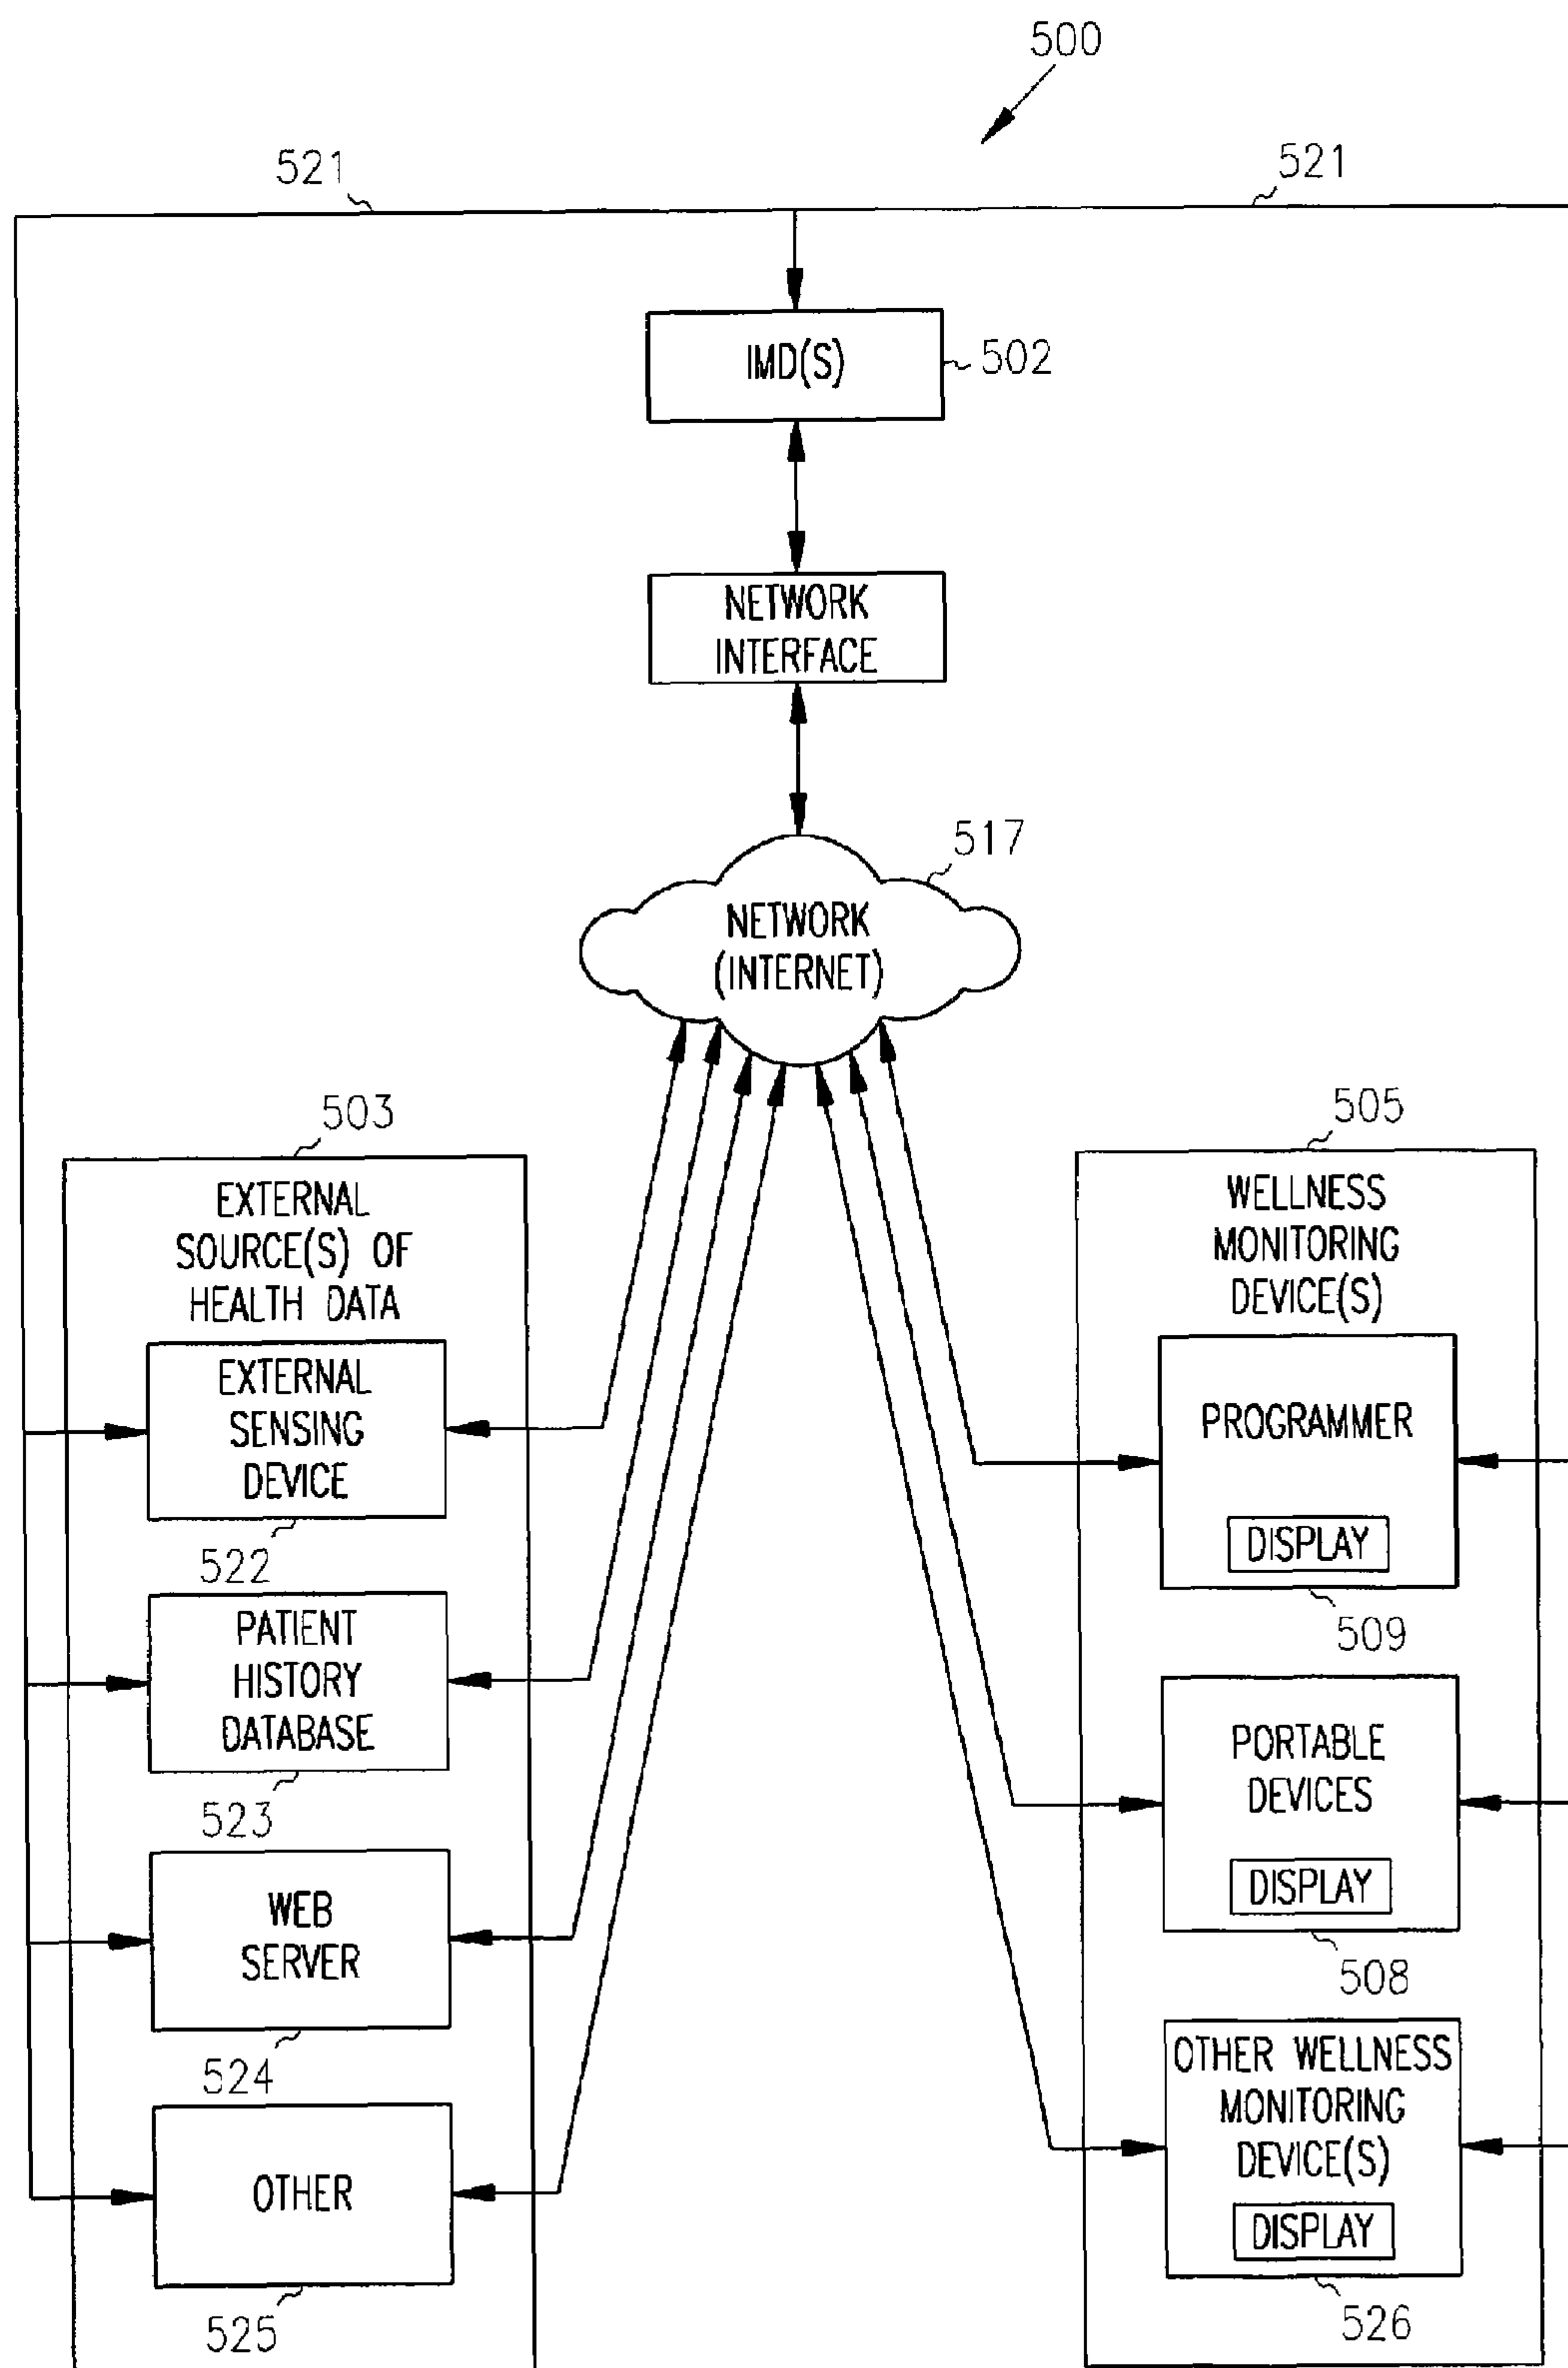 500
521
521
IMD(S)
502
NETWORK
INTERFACE
517
NETWORK
(INTERNET)
503
EXTERNAL
SOURCE(S) OF
HEALTH DATA
EXTERNAL
SENSING
DEVICE
522
PATIENT
HISTORY
DATABASE
523
WEB
SERVER
524
OTHER
525
505
WELLNESS
MONITORING
DEVICE(S)
PROGRAMMER
DISPLAY
509
PORTABLE
DEVICES
DISPLAY
508
OTHER WELLNESS
MONITORING
DEVICE(S)
DISPLAY
526